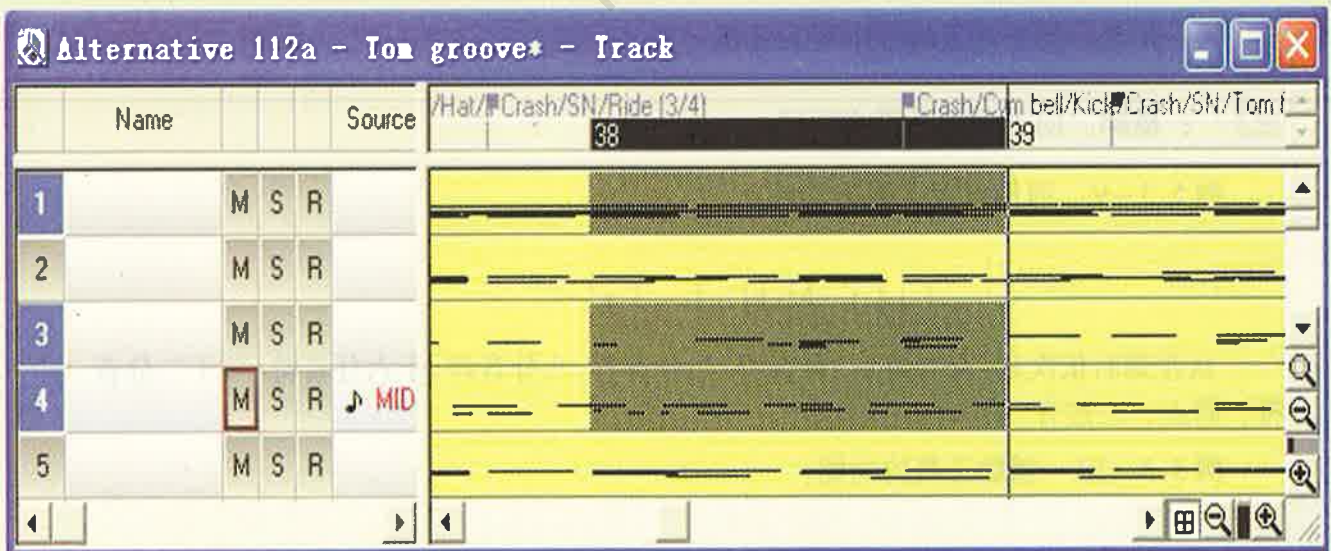 Alternative 112a - Tom groove* - Track
Name Source
/Hat/ Crash/SN/Ride (3/4) Crash/Cym bell/Kick Crash/SN/Tom
38 39
1 M S R
2 M S R
3 M S R
4 M S R MID
5 M S R